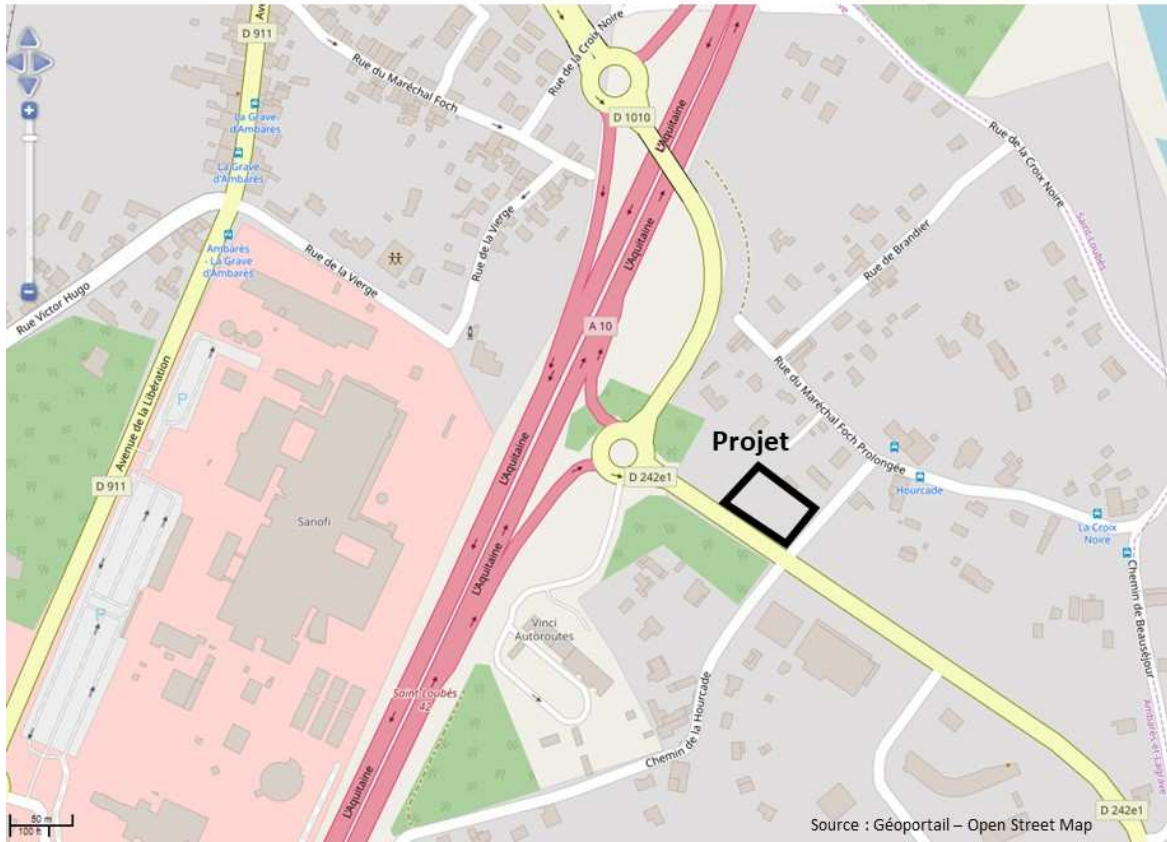 D 911
Rue du Maréchal Foch
Rue de la Croix Noire
D 1010
L'Aquitaine
La Grave
d'Ambarès
La Grave
d'Ambarès
Rue de la Croix Noire
Saint-Loubès
Rue de la Vierge
L'Aquitaine
L'Aquitaine
Rue de Brandier
Ambarès
- La Grave
d'Ambarès
Rue Victor Hugo
Rue de la Vierge
A 10
P
Avenue de la Libération
Rue du Maréchal Foch Prolongée
L'Aquitaine
Projet
L'Aquitaine
D 242e1
D 911
Sanofi
Hourcade
La Croix
Noire
L'Aquitaine
P
Vinci
Autoroutes
Chemin de Beauséjour
Saint-Loubès
42
Chemin de la Hourcade
Ambarès-et-Lagrave
L'Aquitaine
D 242e1
50 m
100 ft
Source : Géoportail – Open Street Map